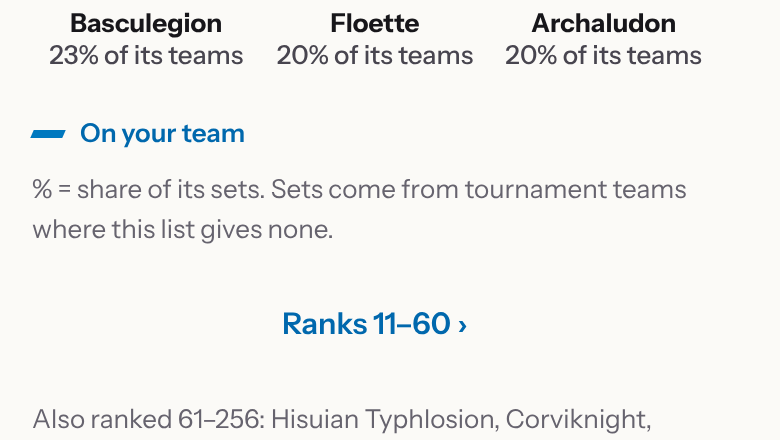 Basculegion Floette Archaludon
23% of its teams 20% of its teams 20% of its teams
On your team
% = share of its sets. Sets come from tournament teams
where this list gives none.
Ranks 11–60 ›
Also ranked 61–256: Hisuian Typhlosion, Corviknight,